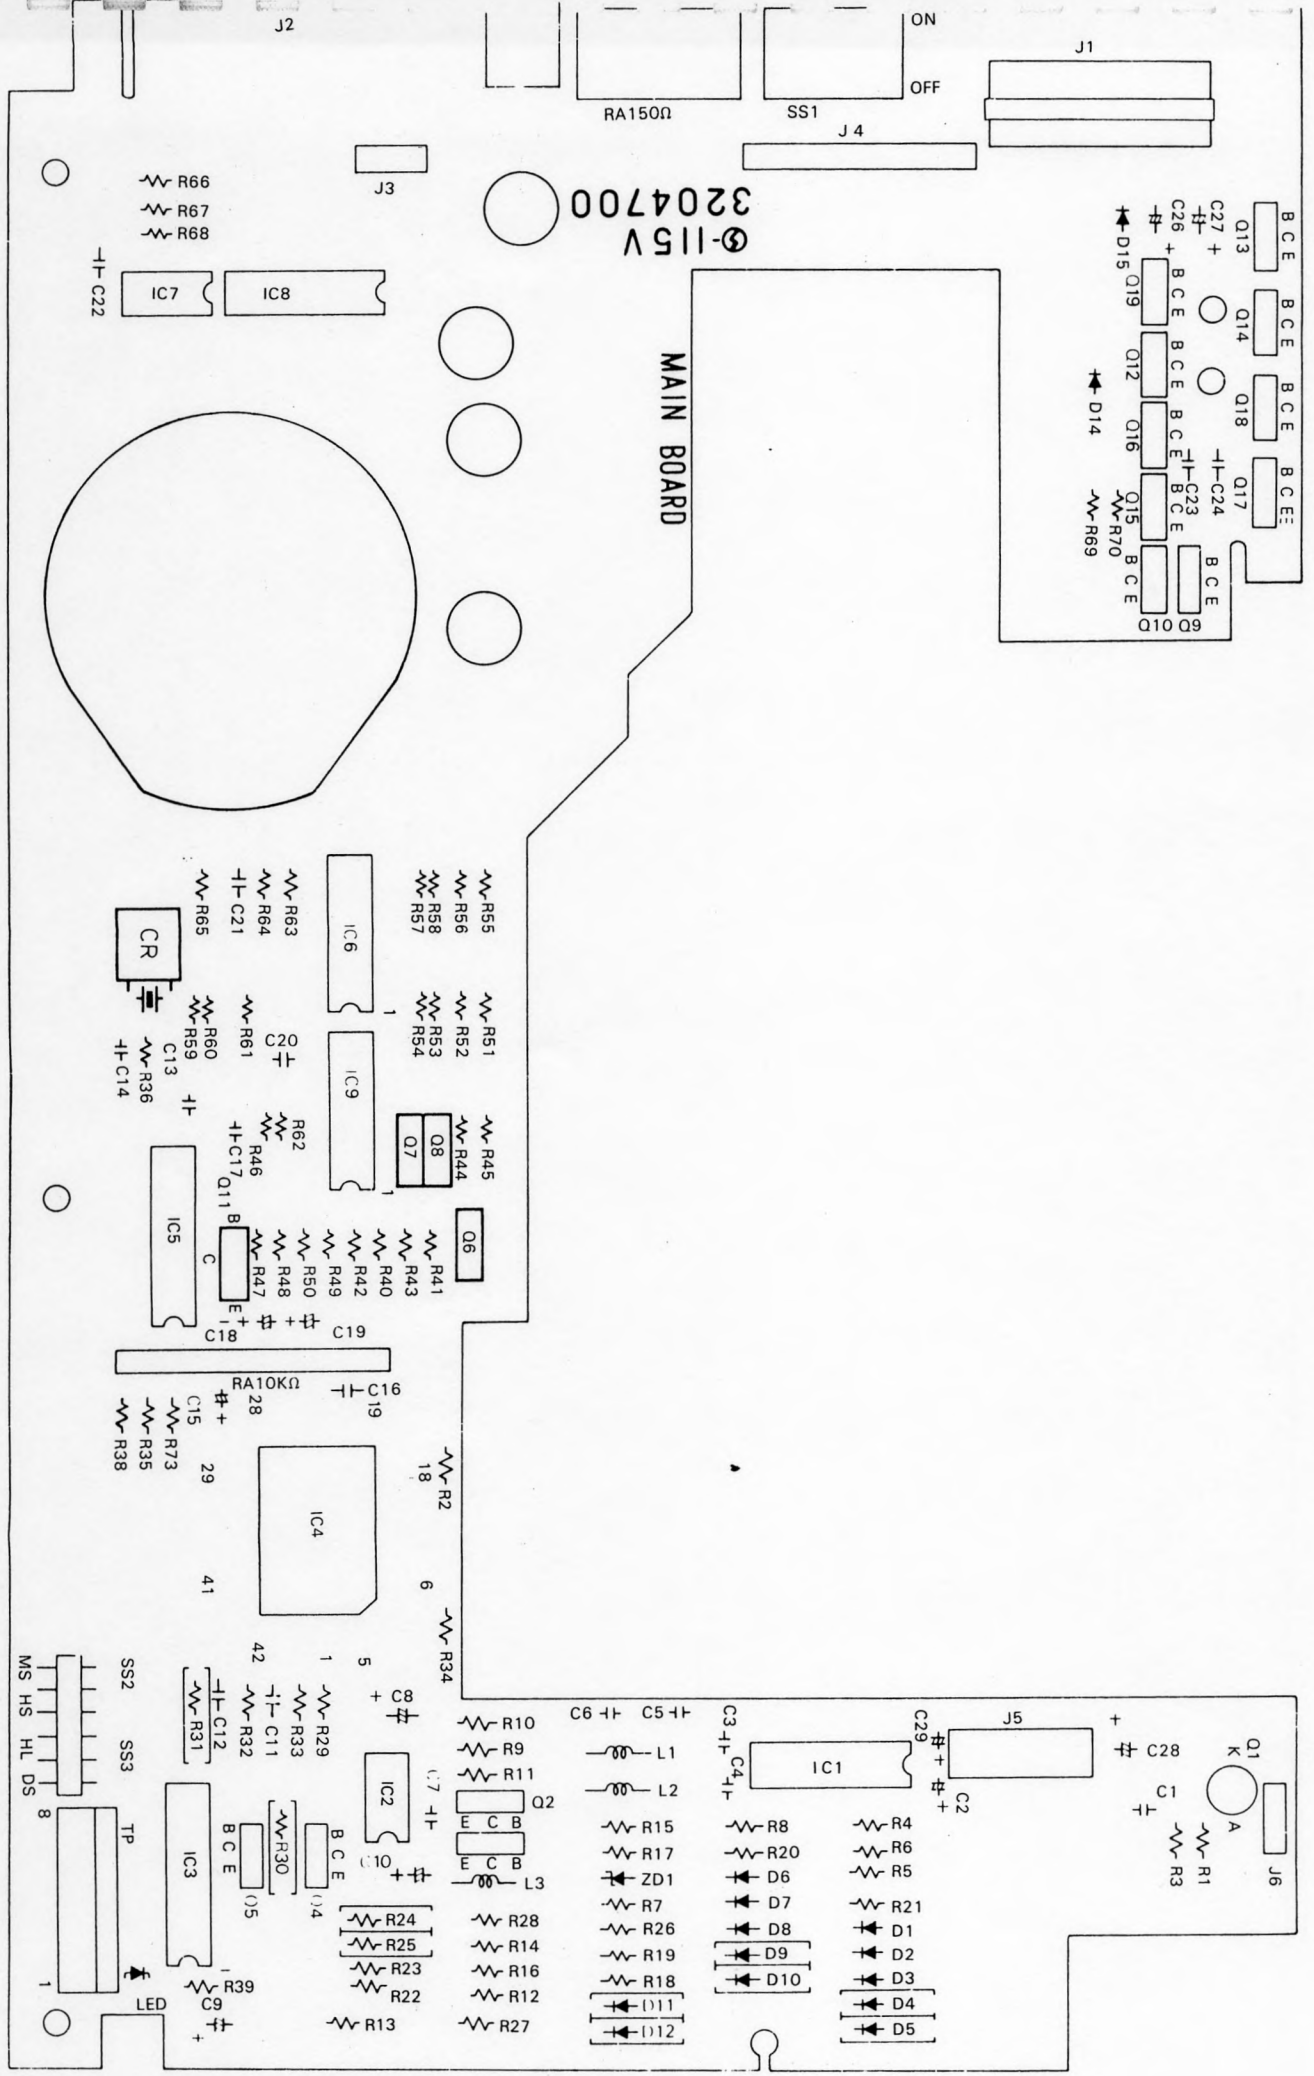 J2
ON
OFF
J1
RA150Ω
SS1
J4
J3
3204700
-115V
MAIN BOARD
R66
R67
R68
C22
IC7
IC8
D15
C26
+
C27
+
Q13
B C E
Q19
B C E
Q14
B C E
Q12
B C E
D14
Q18
B C E
Q16
B C E
C23
C24
Q17
B C E
R69
R70
Q15
B C E
B C E
Q10
B C E
Q9
R65
C21
R64
R63
IC6
1
R57
R58
R56
R55
CR
R59
R60
R61
C20
R54
R53
R52
R51
C14
R36
C13
IC9
1
R62
R46
C17
Q7
Q8
R44
R45
IC5
Q11
B
C
E
R47
R48
R50
R49
R42
R40
R43
R41
Q6
- +
+
C18
C19
RA10KΩ
C16
28
19
C15
+
R38
R35
R73
29
18
R2
IC4
41
6
R34
42
1
5
MS
HS
HL
DS
SS2
SS3
R31
C12
R32
C11
R33
R29
+
C8
R10
R9
R11
C6
C5
L1
L2
C3
C4
IC1
C29
+
J5
C2
+
+
C28
C1
Q1
K
A
J6
R3
R1
8
TP
1
IC3
B C E
Q5
R30
B C E
Q4
IC2
C7
C10
+
Q2
E C B
E C B
L3
R15
R17
ZD1
R7
R26
R19
R18
D11
D12
R8
R20
D6
D7
D8
D9
D10
R4
R6
R5
R21
D1
D2
D3
D4
D5
R24
R25
R23
R22
R13
R28
R14
R16
R12
R27
R39
LED
C9
+